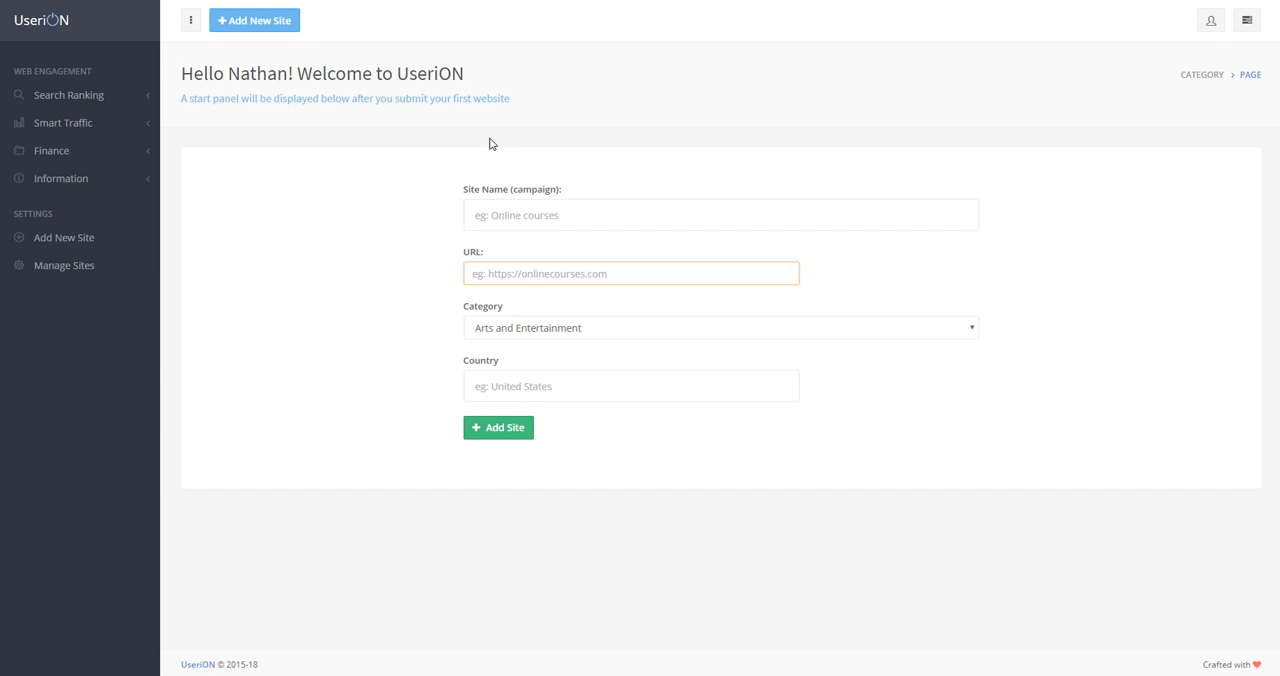 UseriON
Add New Site
WEB ENGAGEMENT
Search Ranking
Smart Traffic
Finance
Information
SETTINGS
Add New Site
Manage Sites
Hello Nathan! Welcome to UseriON
A start panel will be displayed below after you submit your first website
CATEGORY > PAGE
Site Name (campaign):
eg: Online courses
URL:
eg: https://onlinecourses.com
Category
Arts and Entertainment
Country
eg: United States
Add Site
UseriON © 2015-18
Crafted with